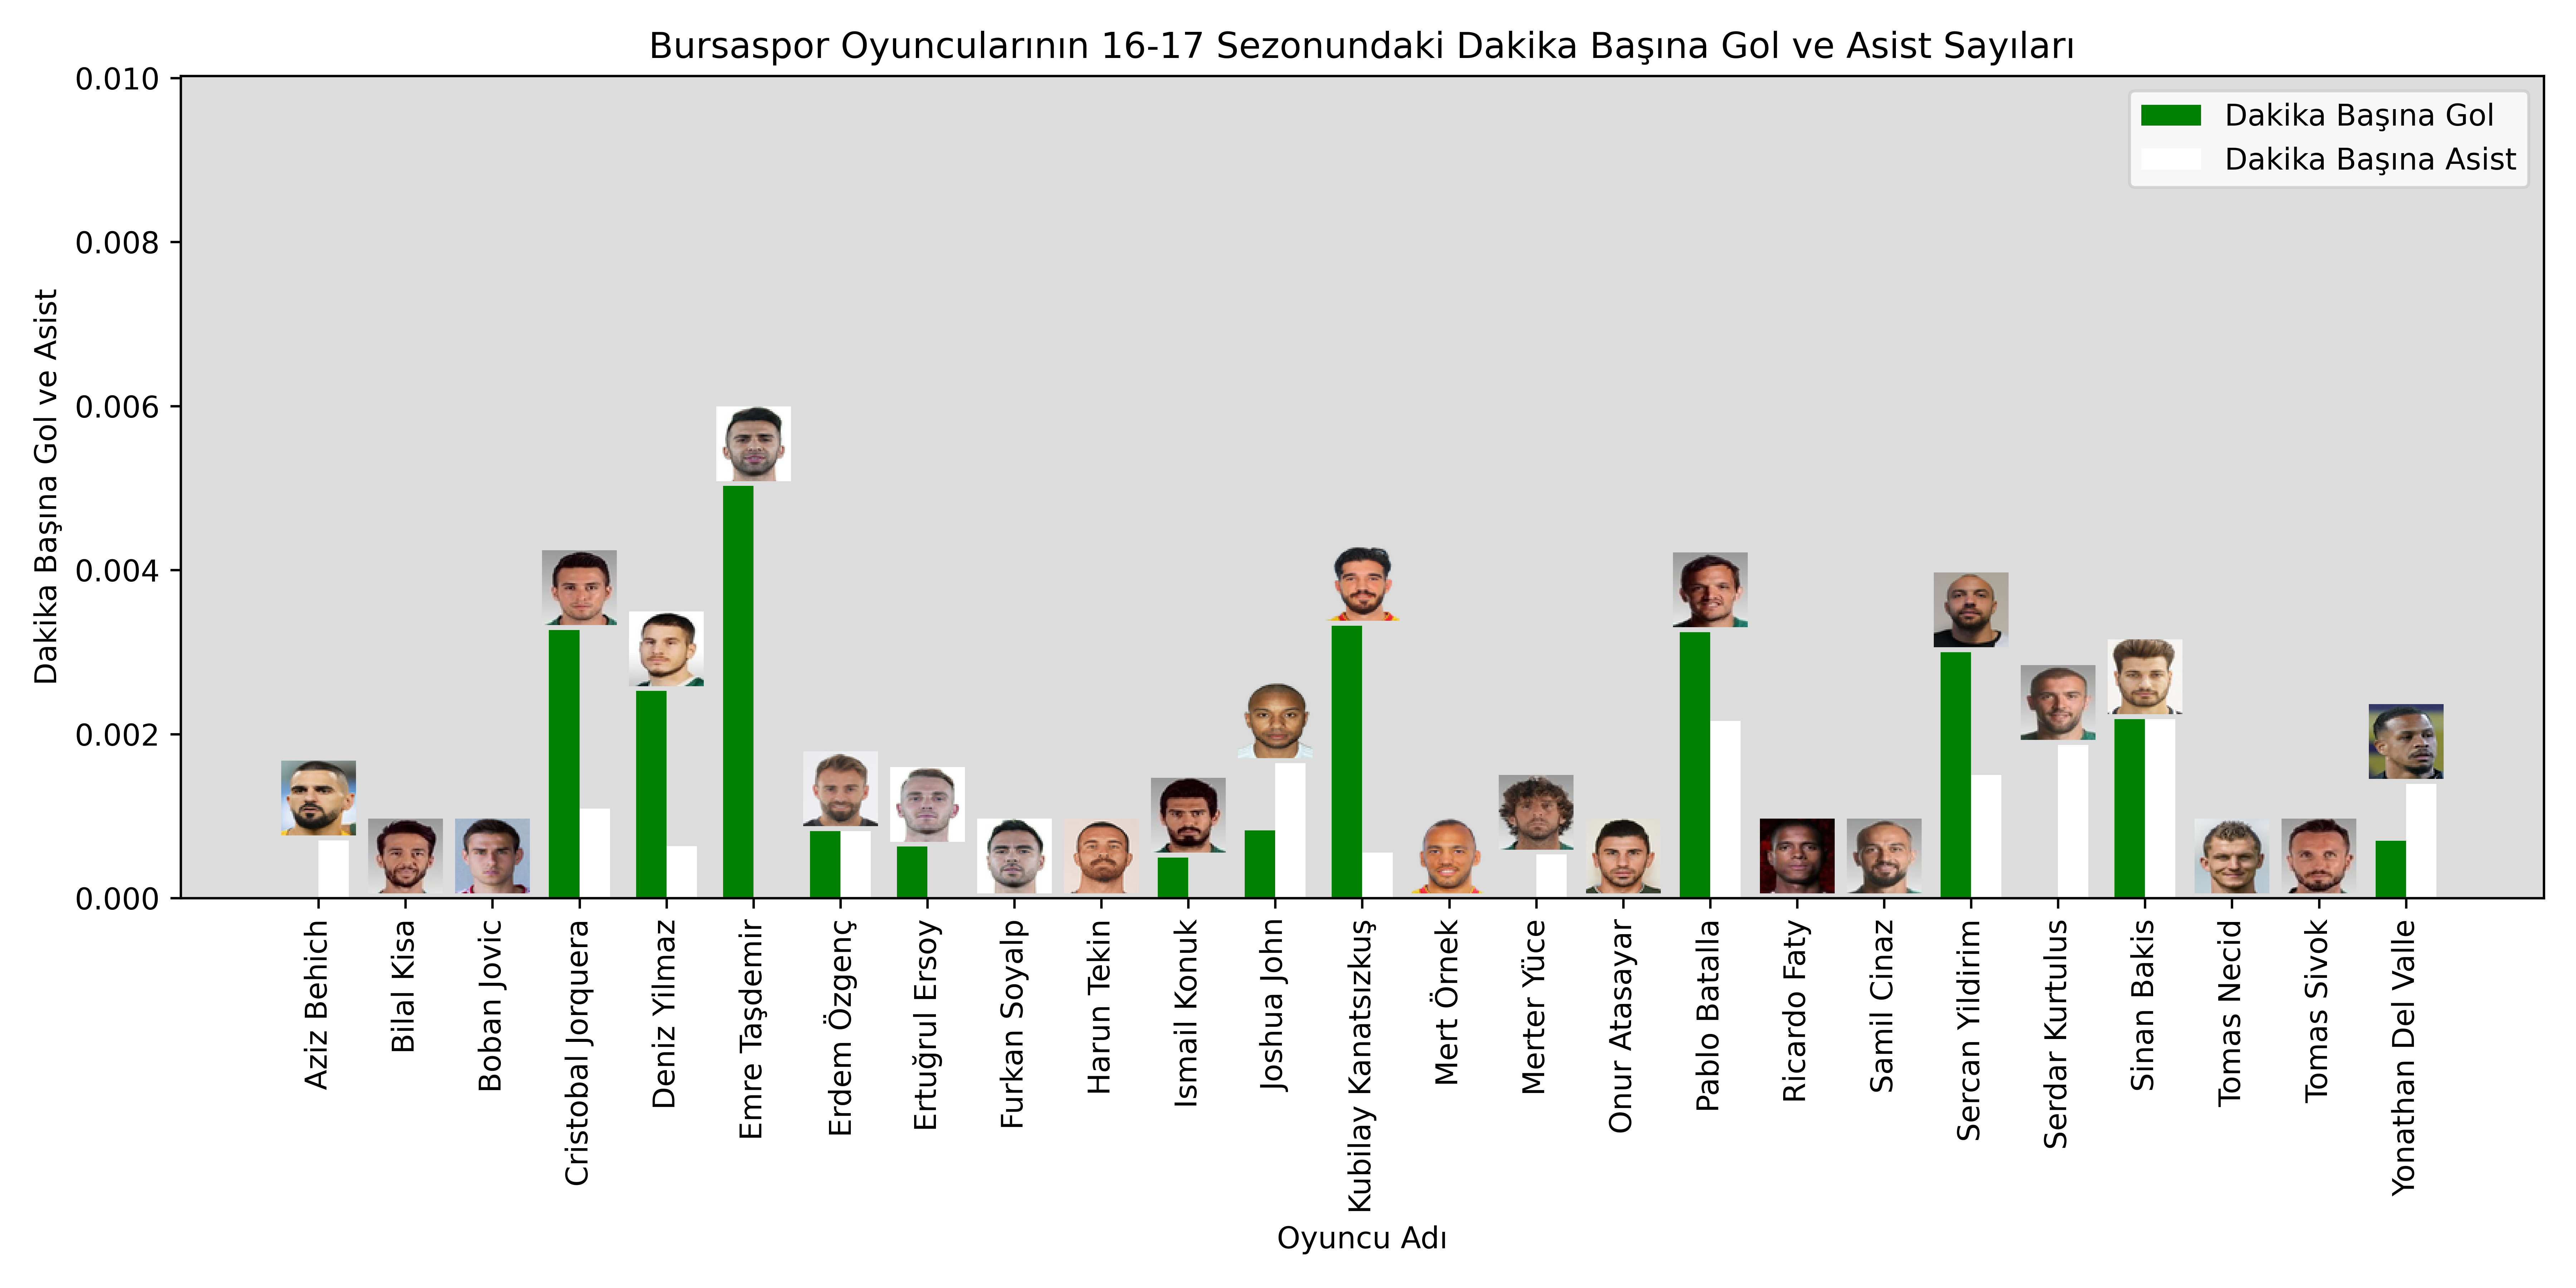 Bursaspor Oyuncularının 16-17 Sezonundaki Dakika Başına Gol ve Asist Sayıları
Dakika Başına Gol
Dakika Başına Asist
Dakika Başına Gol ve Asist
0.010
0.008
0.006
0.004
0.002
0.000
Aziz Behich
Bilal Kisa
Boban Jovic
Cristobal Jorquera
Deniz Yilmaz
Emre Taşdemir
Erdem Özgenç
Ertuğrul Ersoy
Furkan Soyalp
Harun Tekin
Ismail Konuk
Joshua John
Kubilay Kanatsızkuş
Mert Örnek
Merter Yüce
Onur Atasayar
Pablo Batalla
Ricardo Faty
Samil Cinaz
Sercan Yildirim
Serdar Kurtulus
Sinan Bakis
Tomas Necid
Tomas Sivok
Yonathan Del Valle
Oyuncu Adı